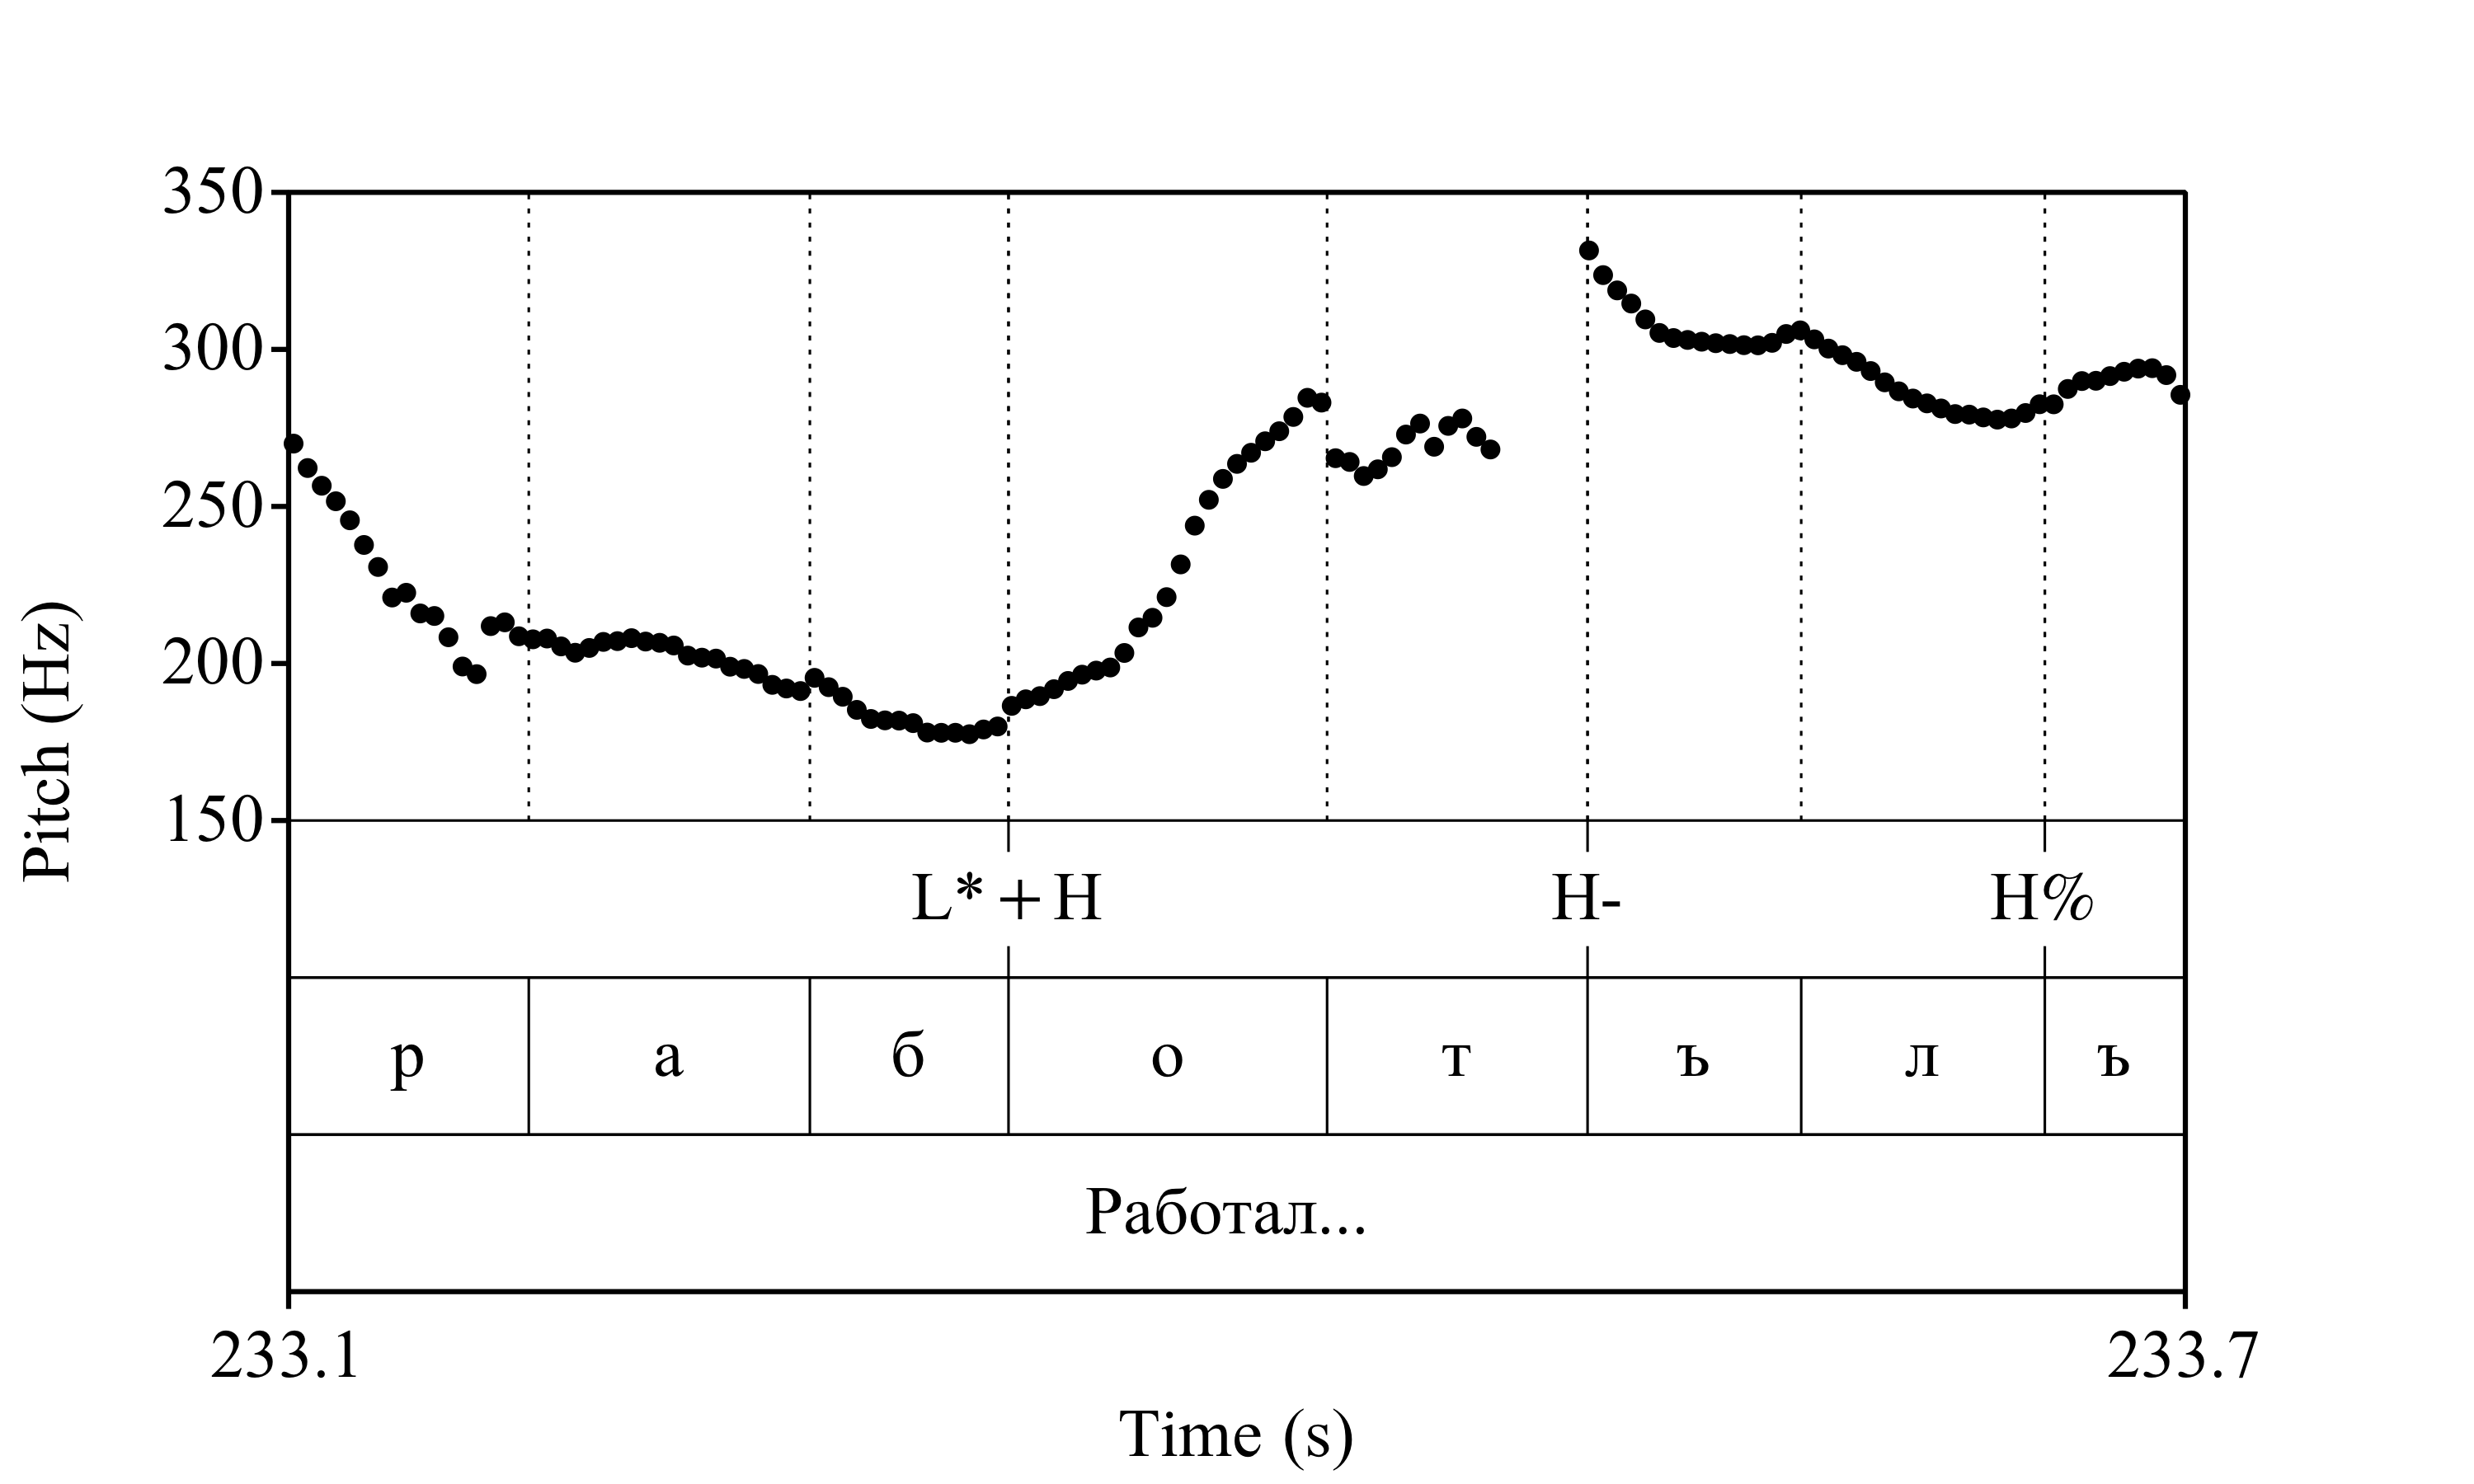 350
300
250
200
150
Pitch (Hz)
L*+H H- H%
р а б о т ъ л ъ
Работал...
233.1 233.7
Time (s)